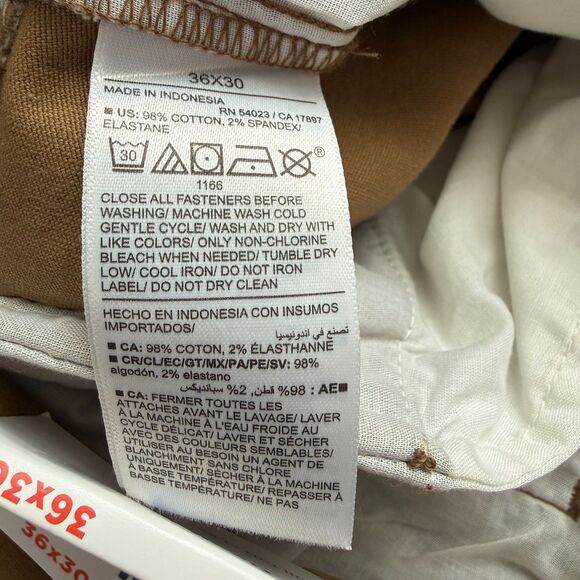 36X30
MADE IN INDONESIA
RN 54023 / CA 17897
■ US: 98% COTTON, 2% SPANDEX/
ELASTANE
30
®
1166
CLOSE ALL FASTENERS BEFORE
WASHING/ MACHINE WASH COLD
GENTLE CYCLE/ WASH AND DRY WITH
LIKE COLORS/ ONLY NON-CHLORINE
BLEACH WHEN NEEDED/ TUMBLE DRY
LOW/ COOL IRON/ DO NOT IRON
LABEL/ DO NOT DRY CLEAN
HECHO EN INDONESIA CON INSUMOS
IMPORTADOS/
تصنع في اندونيسيا
■ CA: 98% COTTON, 2% ÉLASTHANNE
■ CR/CL/EC/GT/MX/PA/PE/SV: 98%
algodón, 2% elastano
■ AE: 98% قطن, 2% سبانديكس
■ CA: FERMER TOUTES LES
ATTACHES AVANT LE LAVAGE/ LAVER
À LA MACHINE À L'EAU FROIDE AU
CYCLE DÉLICAT/ LAVER ET SÉCHER
AVEC DES COULEURS SEMBLABLES/
UTILISER AU BESOIN UN AGENT DE
BLANCHIMENT SANS CHLORE
UNIQUEMENT/ SÉCHER À LA MACHINE
À BASSE TEMPÉRATURE/ REPASSER À
BASSE TEMPÉRATURE/ NE PAS
36x30
36x30